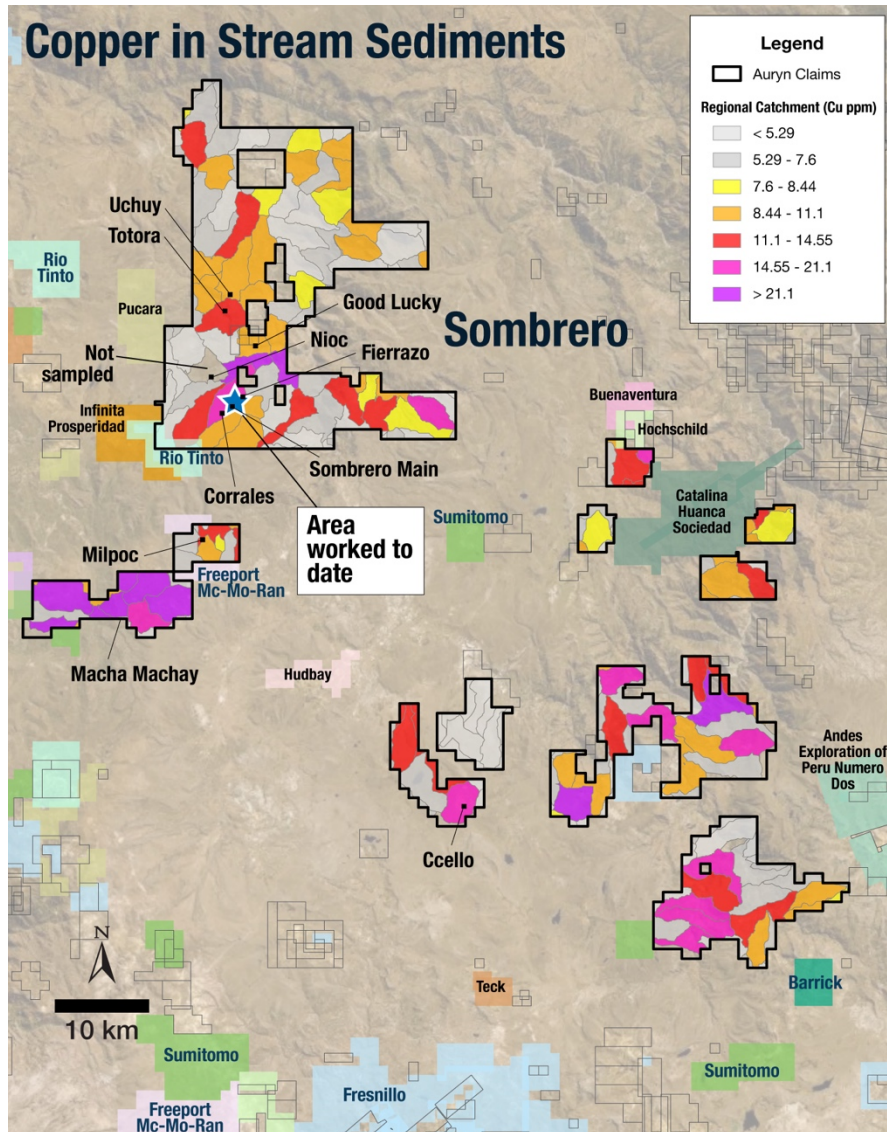 Copper in Stream Sediments
Legend
Auryn Claims
Regional Catchment (Cu ppm)
< 5.29
5.29 - 7.6
7.6 - 8.44
8.44 - 11.1
11.1 - 14.55
14.55 - 21.1
> 21.1
Uchuy
Totora
Rio
Tinto
Pucara
Good Lucky
Sombrero
Nioc
Not
sampled
Fierrazo
Infinita
Prosperidad
Rio Tinto
Sombrero Main
Corrales
Buenaventura
Hochschild
Area
worked to
date
Sumitomo
Catalina
Huanca
Sociedad
Milpoc
Freeport
Mc-Mo-Ran
Macha Machay
Hudbay
Andes
Exploration of
Peru Numero
Dos
Ccello
N
10 km
Teck
Barrick
Sumitomo
Fresnillo
Sumitomo
Freeport
Mc-Mo-Ran